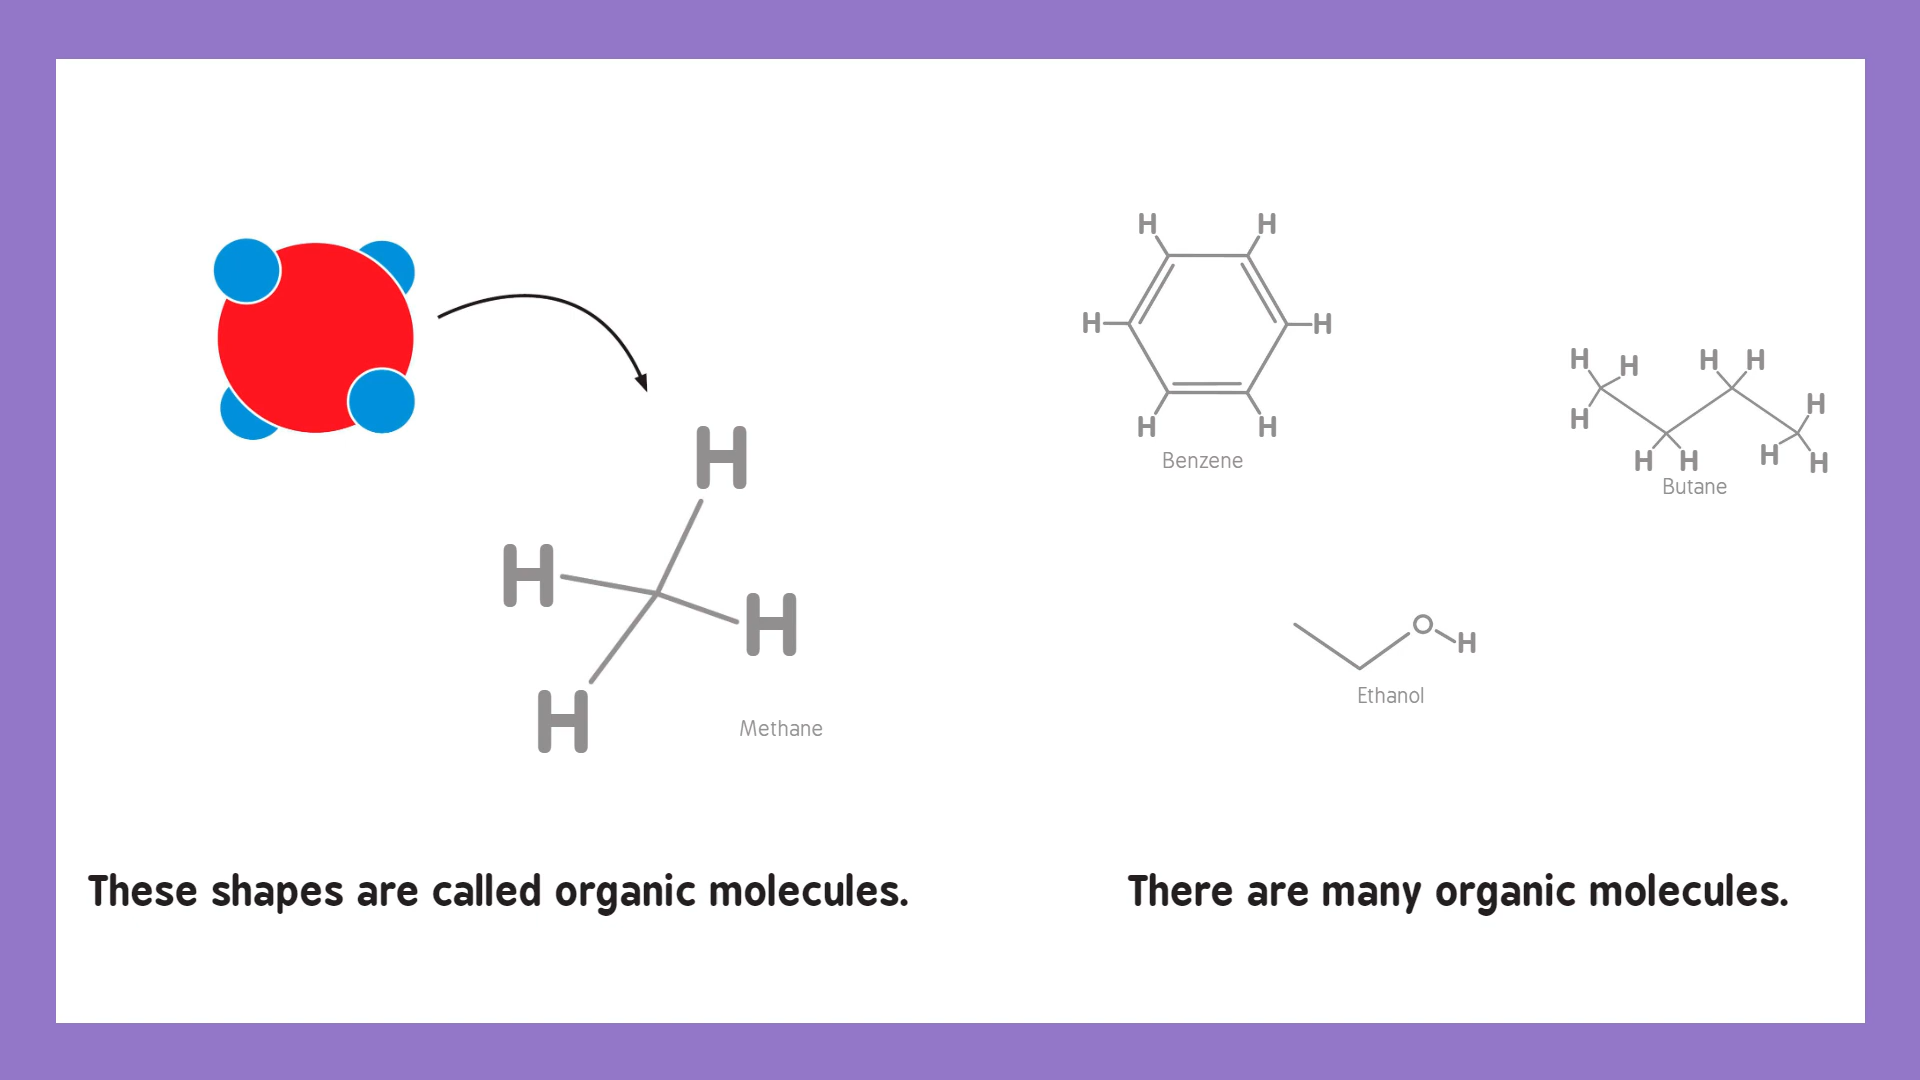 H
H
H
H
Methane
These shapes are called organic molecules.
H H
H H
H H
Benzene
H H H H
H H
H H H H
Butane
O H
Ethanol
There are many organic molecules.